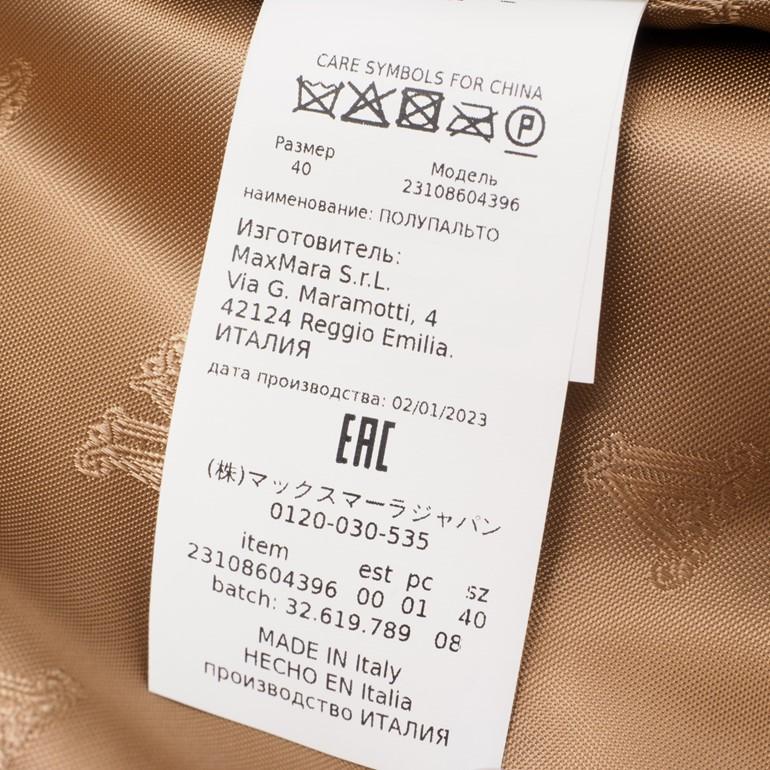 CARE SYMBOLS FOR CHINA
P
Размер
40
Модель
23108604396
наименование: ПОЛУПАЛЬТО
Изготовитель:
MaxMara S.r.L.
Via G. Maramotti, 4
42124 Reggio Emilia.
ИТАЛИЯ
дата производства: 02/01/2023
EAC
(株)マックスマーラジャパン
0120-030-535
item est pc sz
23108604396 00 01 40
batch: 32.619.789 08
MADE IN Italy
HECHO EN Italia
производство ИТАЛИЯ